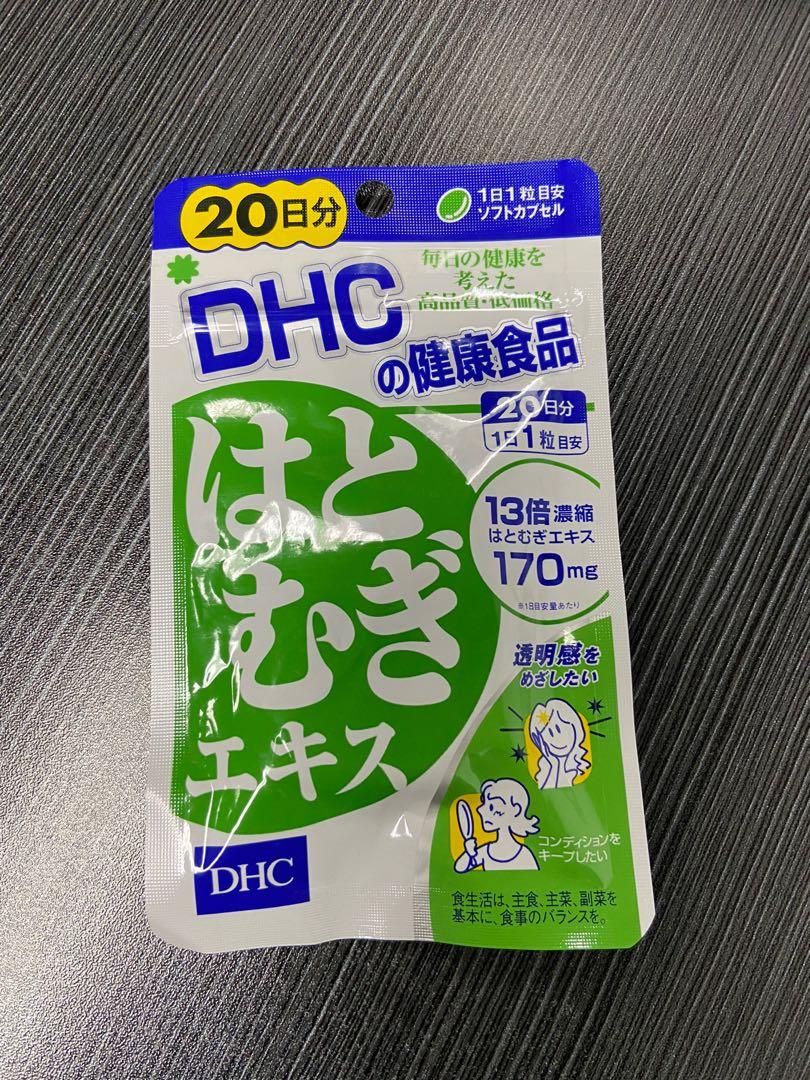 20日分
1日1粒目安
ソフトカプセル
毎日の健康を
考えた
高品質・低価格
DHC
の健康食品
20日分
1日1粒目安
はと
むぎ
エキス
13倍濃縮
はとむぎエキス
170mg
※1日目安量あたり
透明感を
めざしたい
コンディションを
キープしたい
DHC
食生活は、主食、主菜、副菜を
基本に、食事のバランスを。